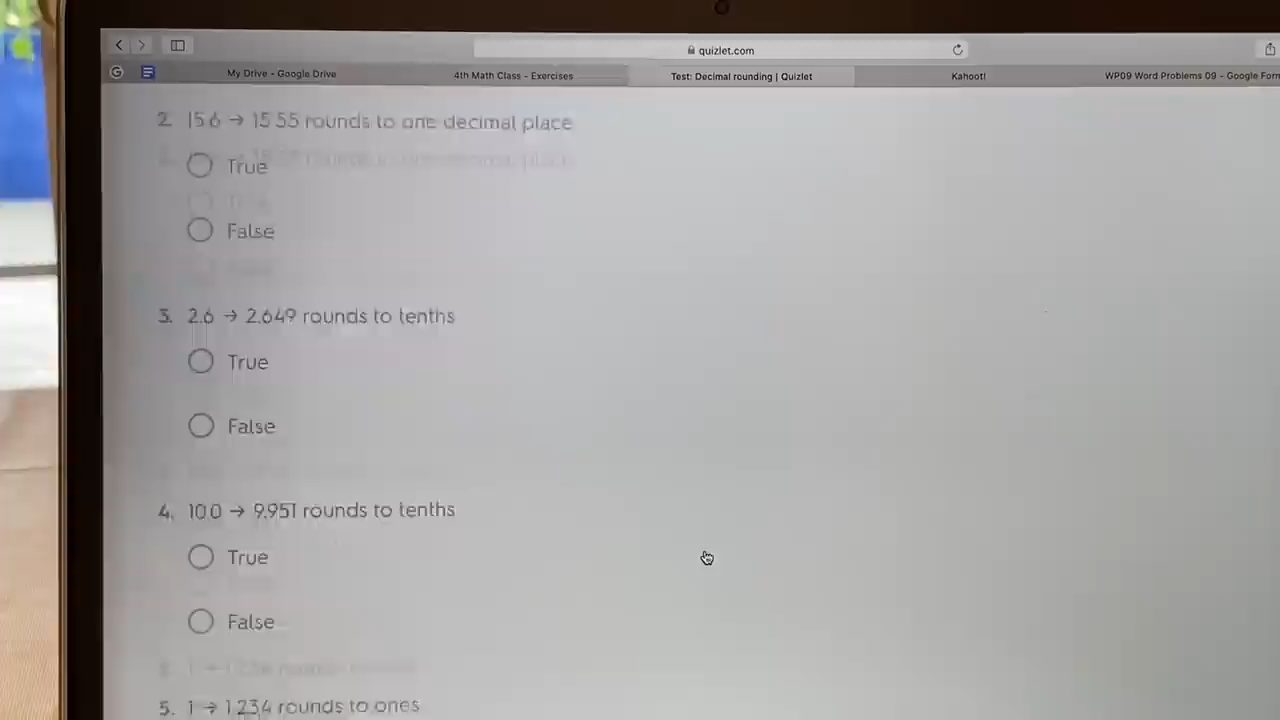 quizlet.com
My Drive - Google Drive
4th Math Class - Exercises
Test: Decimal rounding | Quizlet
Kahoot!
WP09 Word Problems 09 - Google Form
2. 15.6 → 15.55 rounds to one decimal place
True
False
3. 2.6 → 2.649 rounds to tenths
True
False
4. 10.0 → 9.951 rounds to tenths
True
False
5. 1 → 1.234 rounds to ones